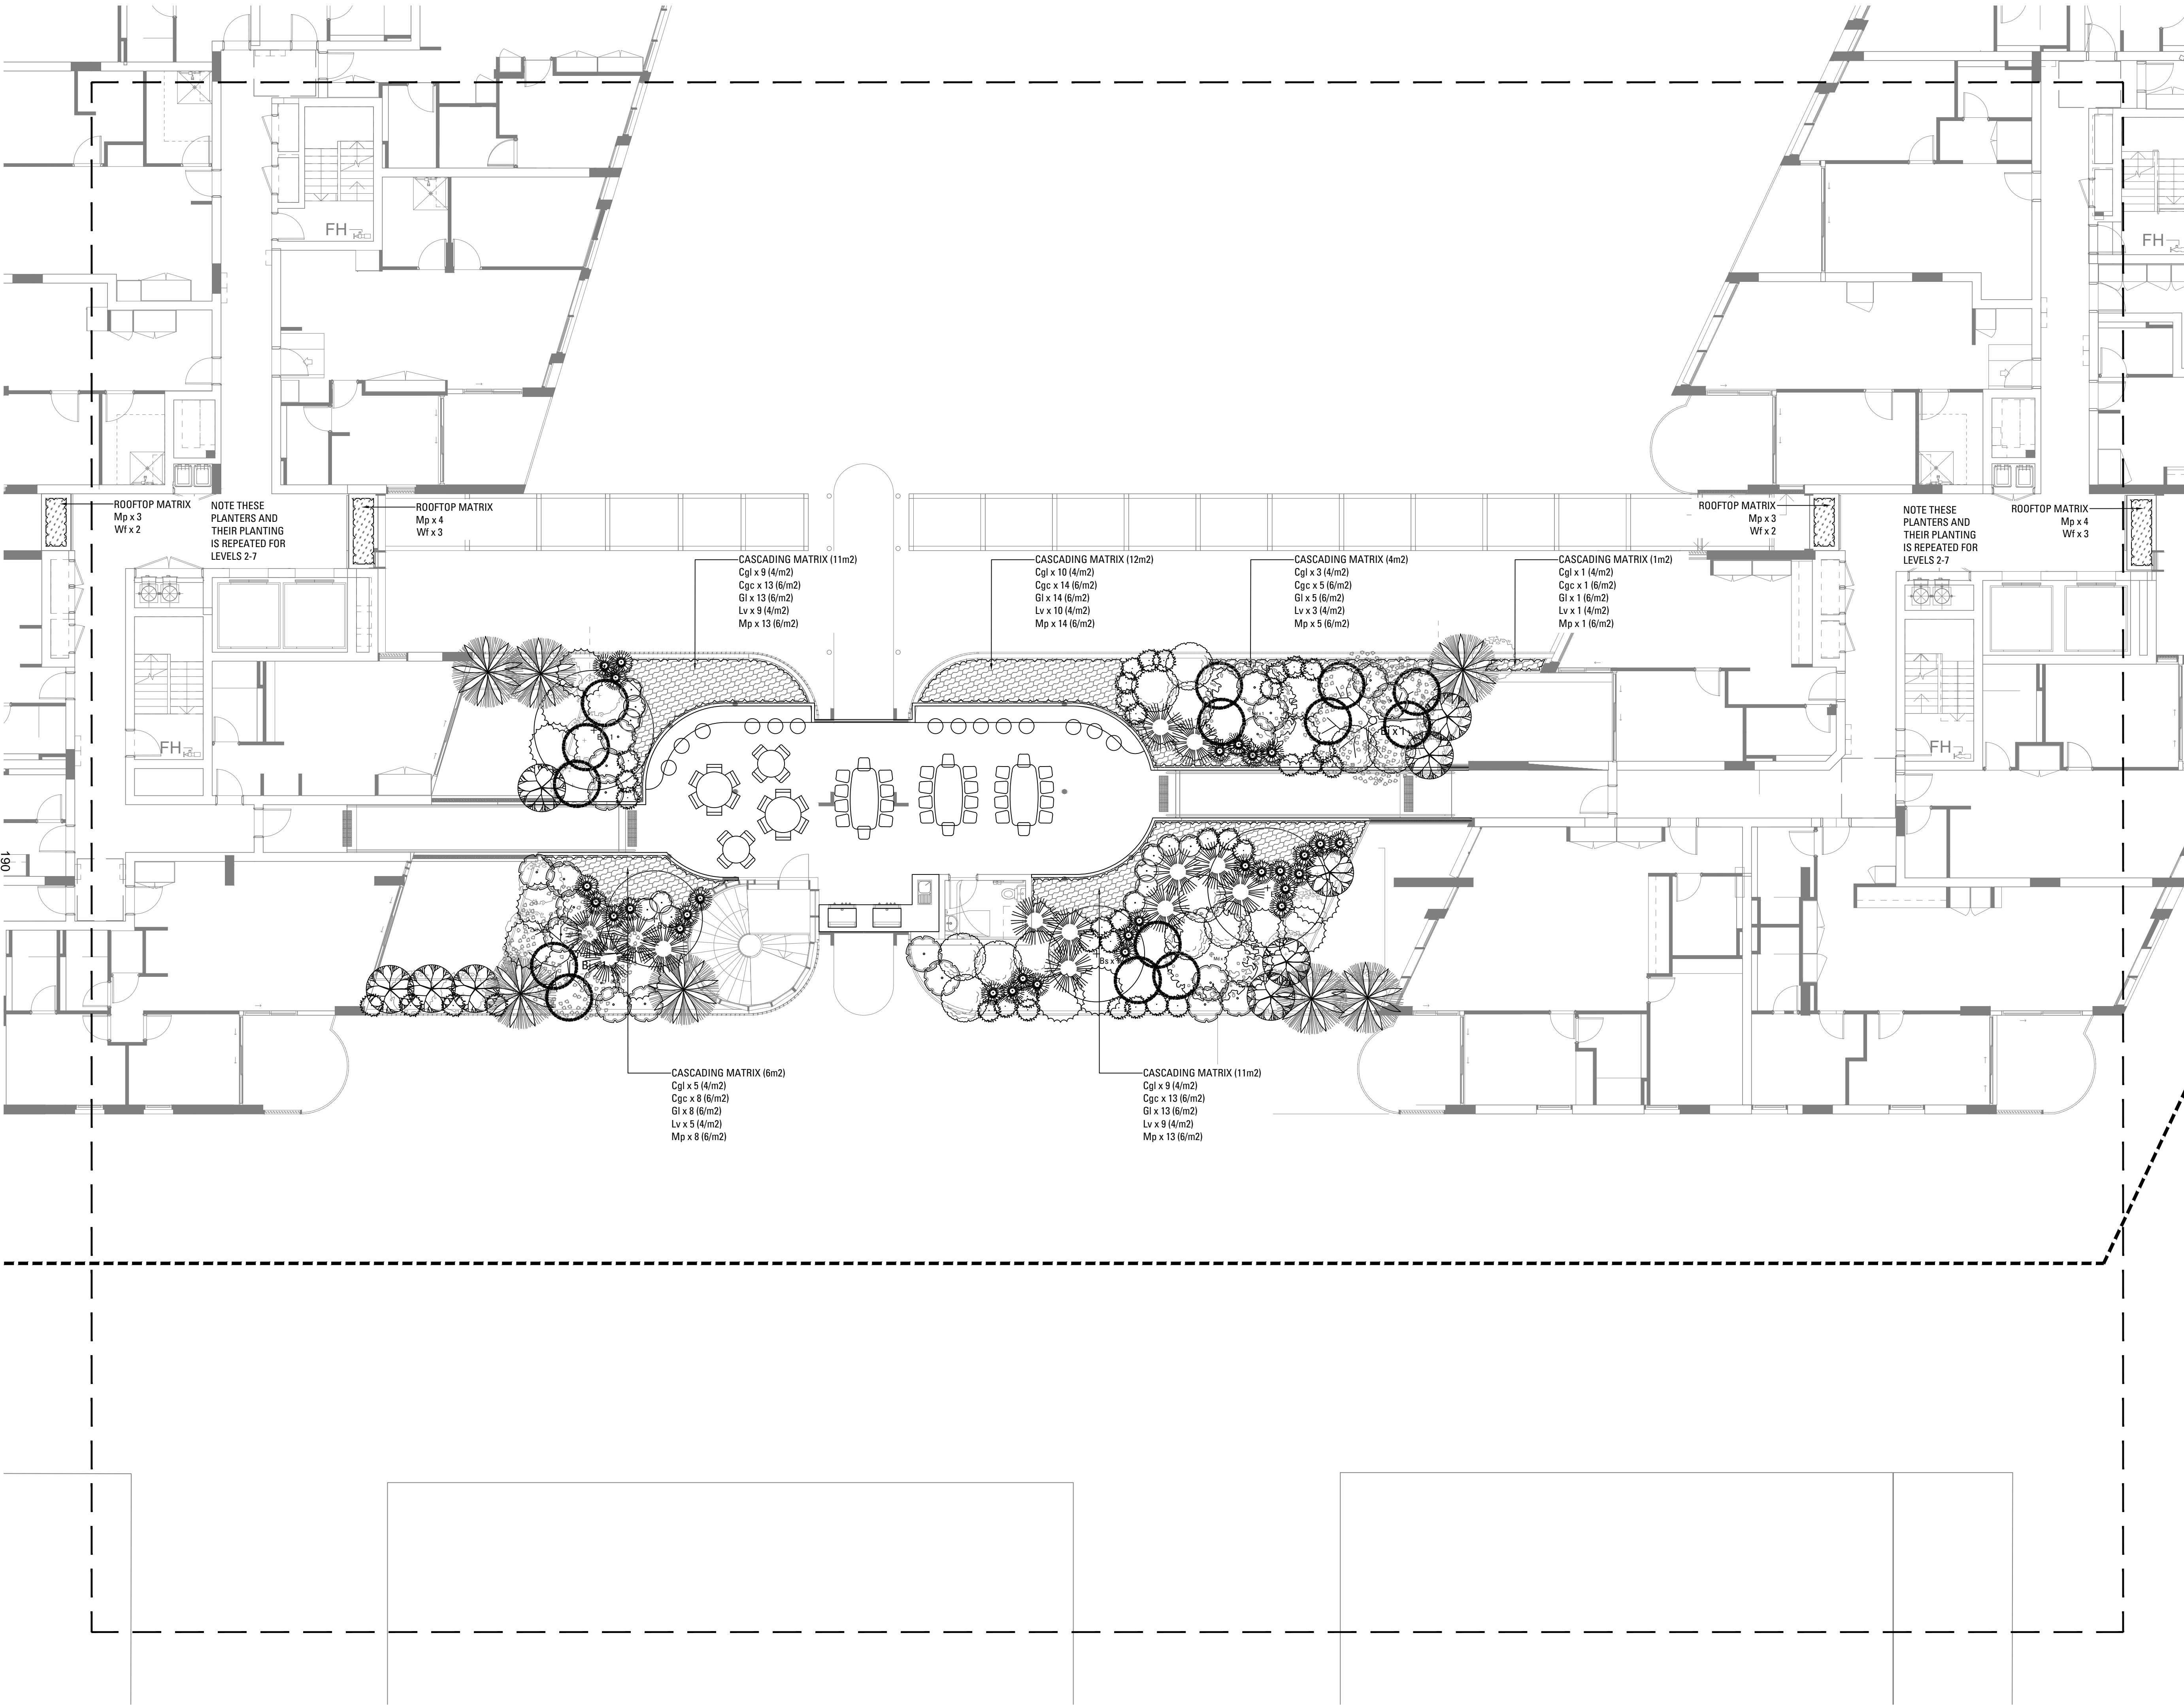 FH
FH
ROOFTOP MATRIX
Mp x 3
Wf x 2
NOTE THESE
PLANTERS AND
THEIR PLANTING
IS REPEATED FOR
LEVELS 2-7
ROOFTOP MATRIX
Mp x 4
Wf x 3
ROOFTOP MATRIX
Mp x 3
Wf x 2
NOTE THESE
PLANTERS AND
THEIR PLANTING
IS REPEATED FOR
LEVELS 2-7
ROOFTOP MATRIX
Mp x 4
Wf x 3
CASCADING MATRIX (11m2)
Cgl x 9 (4/m2)
Cgc x 13 (6/m2)
Gl x 13 (6/m2)
Lv x 9 (4/m2)
Mp x 13 (6/m2)
CASCADING MATRIX (12m2)
Cgl x 10 (4/m2)
Cgc x 14 (6/m2)
Gl x 14 (6/m2)
Lv x 10 (4/m2)
Mp x 14 (6/m2)
CASCADING MATRIX (4m2)
Cgl x 3 (4/m2)
Cgc x 5 (6/m2)
Gl x 5 (6/m2)
Lv x 3 (4/m2)
Mp x 5 (6/m2)
CASCADING MATRIX (1m2)
Cgl x 1 (4/m2)
Cgc x 1 (6/m2)
Gl x 1 (6/m2)
Lv x 1 (4/m2)
Mp x 1 (6/m2)
FH
FH
190
CASCADING MATRIX (6m2)
Cgl x 5 (4/m2)
Cgc x 8 (6/m2)
Gl x 8 (6/m2)
Lv x 5 (4/m2)
Mp x 8 (6/m2)
CASCADING MATRIX (11m2)
Cgl x 9 (4/m2)
Cgc x 13 (6/m2)
Gl x 13 (6/m2)
Lv x 9 (4/m2)
Mp x 13 (6/m2)